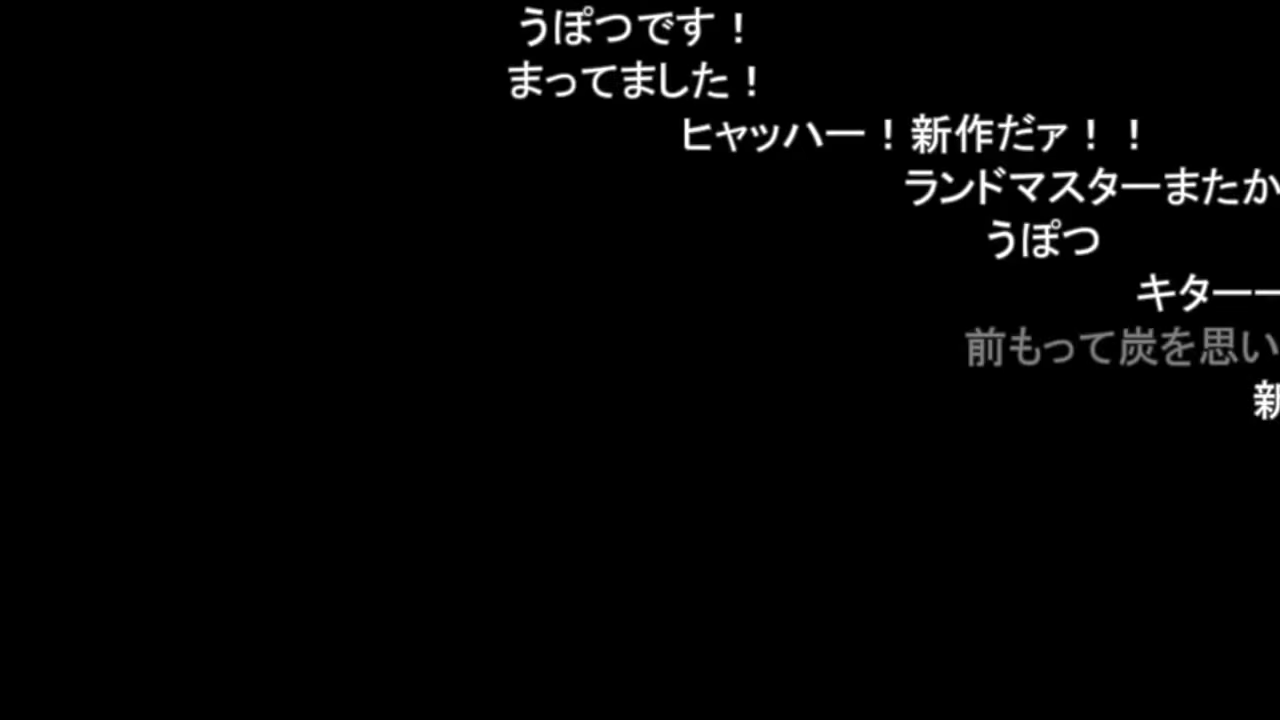 うぽつです！
まってました！
ヒャッハー！新作だァ！！
ランドマスターまたか
うぽつ
キターー
前もって炭を思い
新